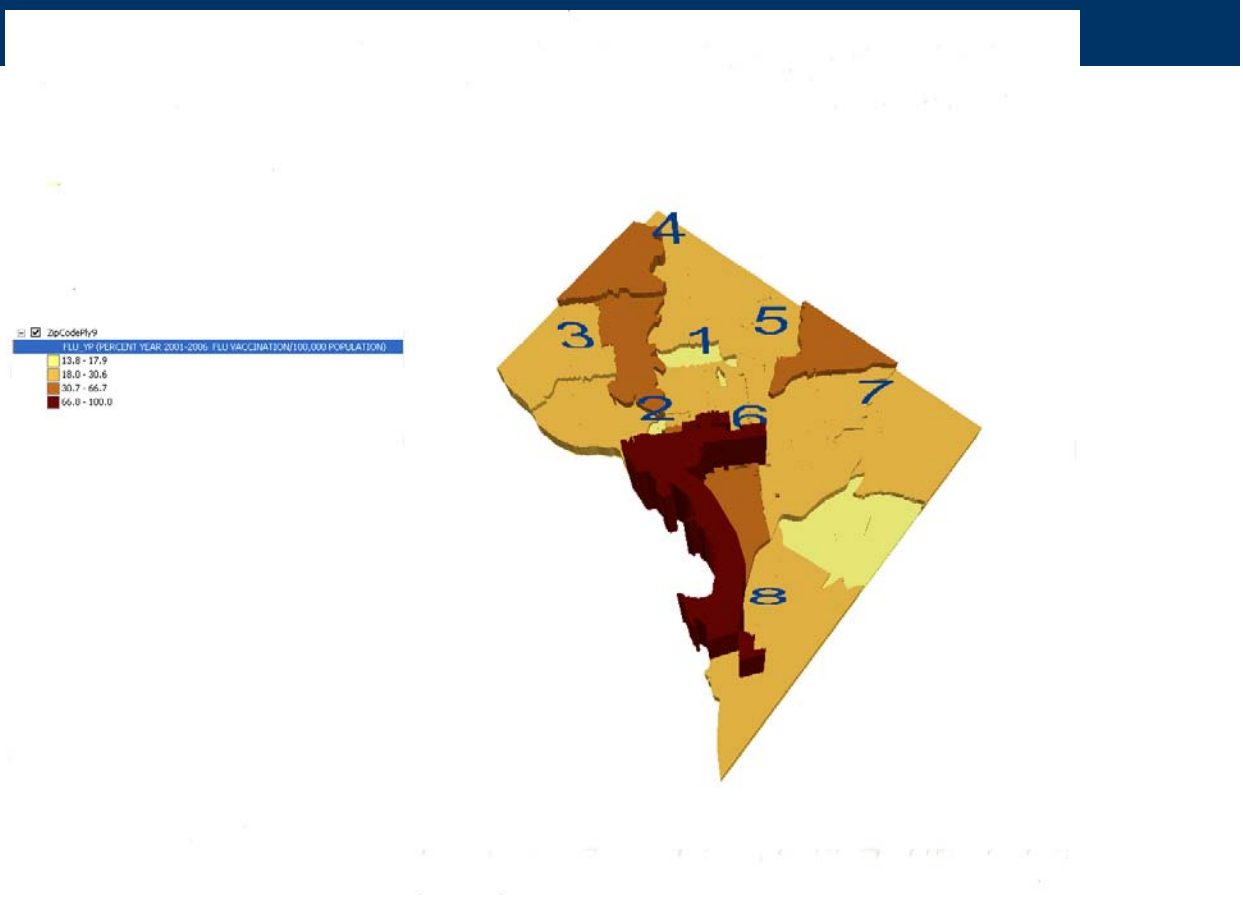 ZipCodePly9
FLU_YP (PERCENT YEAR 2001-2006 FLU VACCINATION/100,000 POPULATION)
13.8 - 17.9
18.0 - 30.6
30.7 - 66.7
66.8 - 100.0
4
3
1
5
7
2
6
8